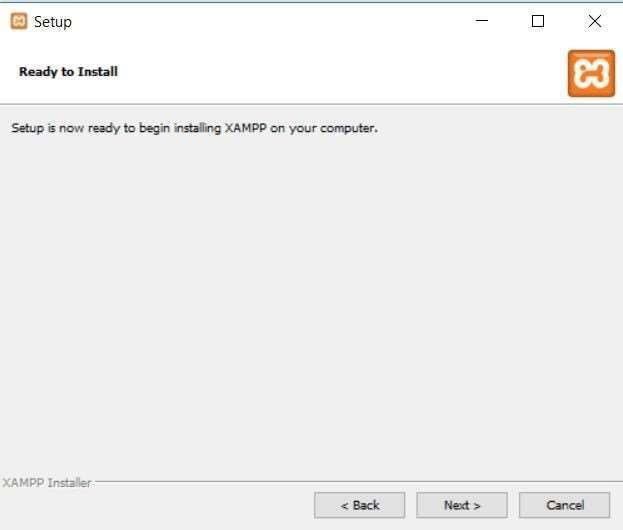 Setup
Ready to Install
Setup is now ready to begin installing XAMPP on your computer.
XAMPP Installer
< Back
Next >
Cancel